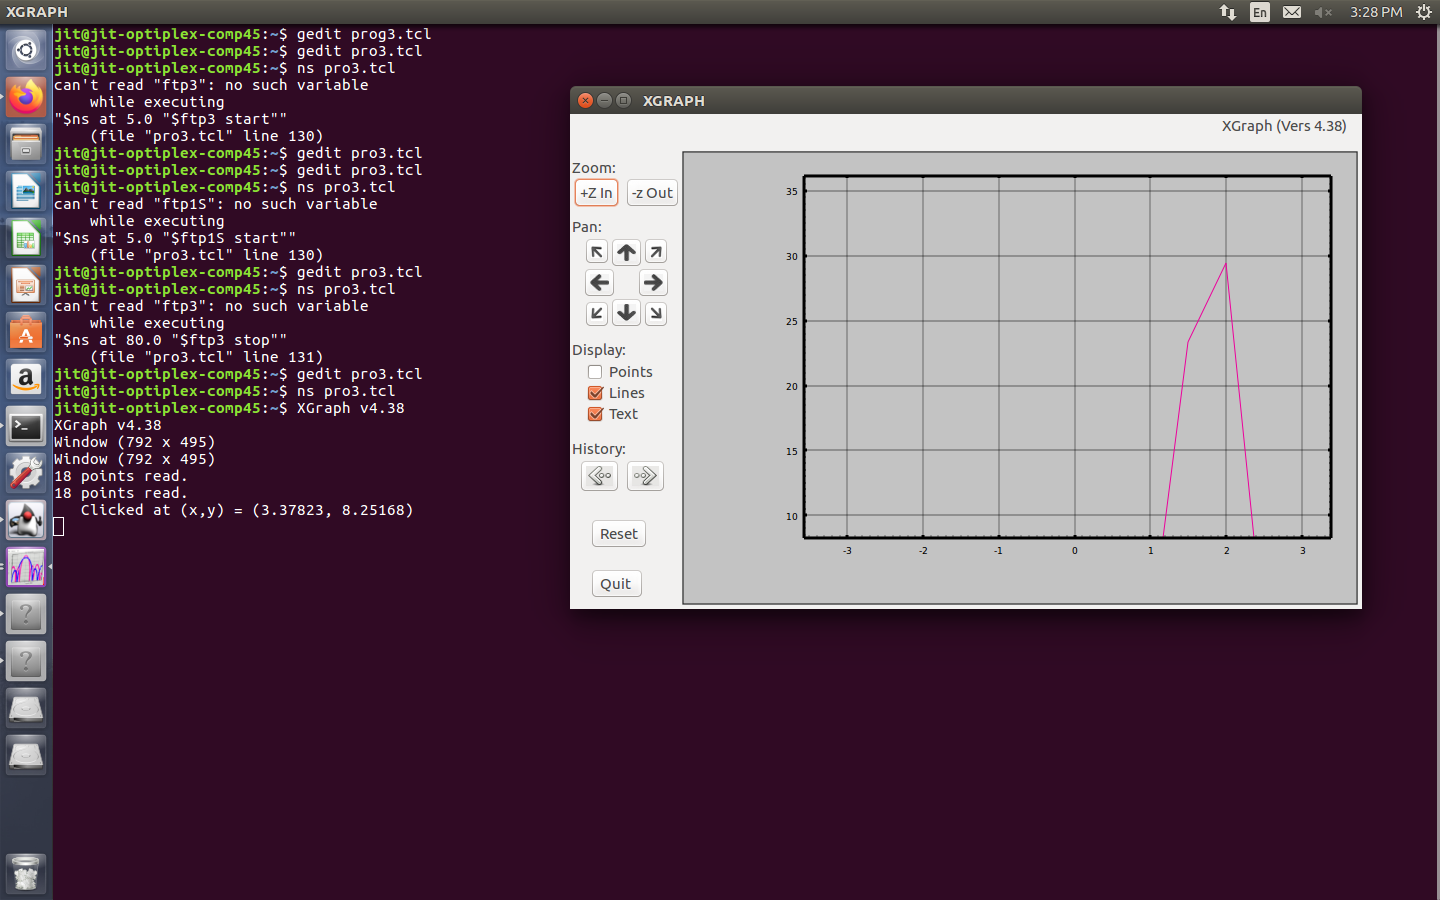 XGRAPH
En
3:28 PM
jit@jit-optiplex-comp45:~$ gedit prog3.tcl
jit@jit-optiplex-comp45:~$ gedit pro3.tcl
jit@jit-optiplex-comp45:~$ ns pro3.tcl
can't read "ftp3": no such variable
    while executing
"$ns at 5.0 "$ftp3 start""
    (file "pro3.tcl" line 130)
jit@jit-optiplex-comp45:~$ gedit pro3.tcl
jit@jit-optiplex-comp45:~$ gedit pro3.tcl
jit@jit-optiplex-comp45:~$ ns pro3.tcl
can't read "ftp1S": no such variable
    while executing
"$ns at 5.0 "$ftp1S start""
    (file "pro3.tcl" line 130)
jit@jit-optiplex-comp45:~$ gedit pro3.tcl
jit@jit-optiplex-comp45:~$ ns pro3.tcl
can't read "ftp3": no such variable
    while executing
"$ns at 80.0 "$ftp3 stop""
    (file "pro3.tcl" line 131)
jit@jit-optiplex-comp45:~$ gedit pro3.tcl
jit@jit-optiplex-comp45:~$ ns pro3.tcl
jit@jit-optiplex-comp45:~$ XGraph v4.38
XGraph v4.38
Window (792 x 495)
Window (792 x 495)
18 points read.
18 points read.
   Clicked at (x,y) = (3.37823, 8.25168)
XGRAPH
XGraph (Vers 4.38)
Zoom:
+Z In
-z Out
Pan:
Display:
Points
Lines
Text
History:
Reset
Quit
35
30
25
20
15
10
-3
-2
-1
0
1
2
3